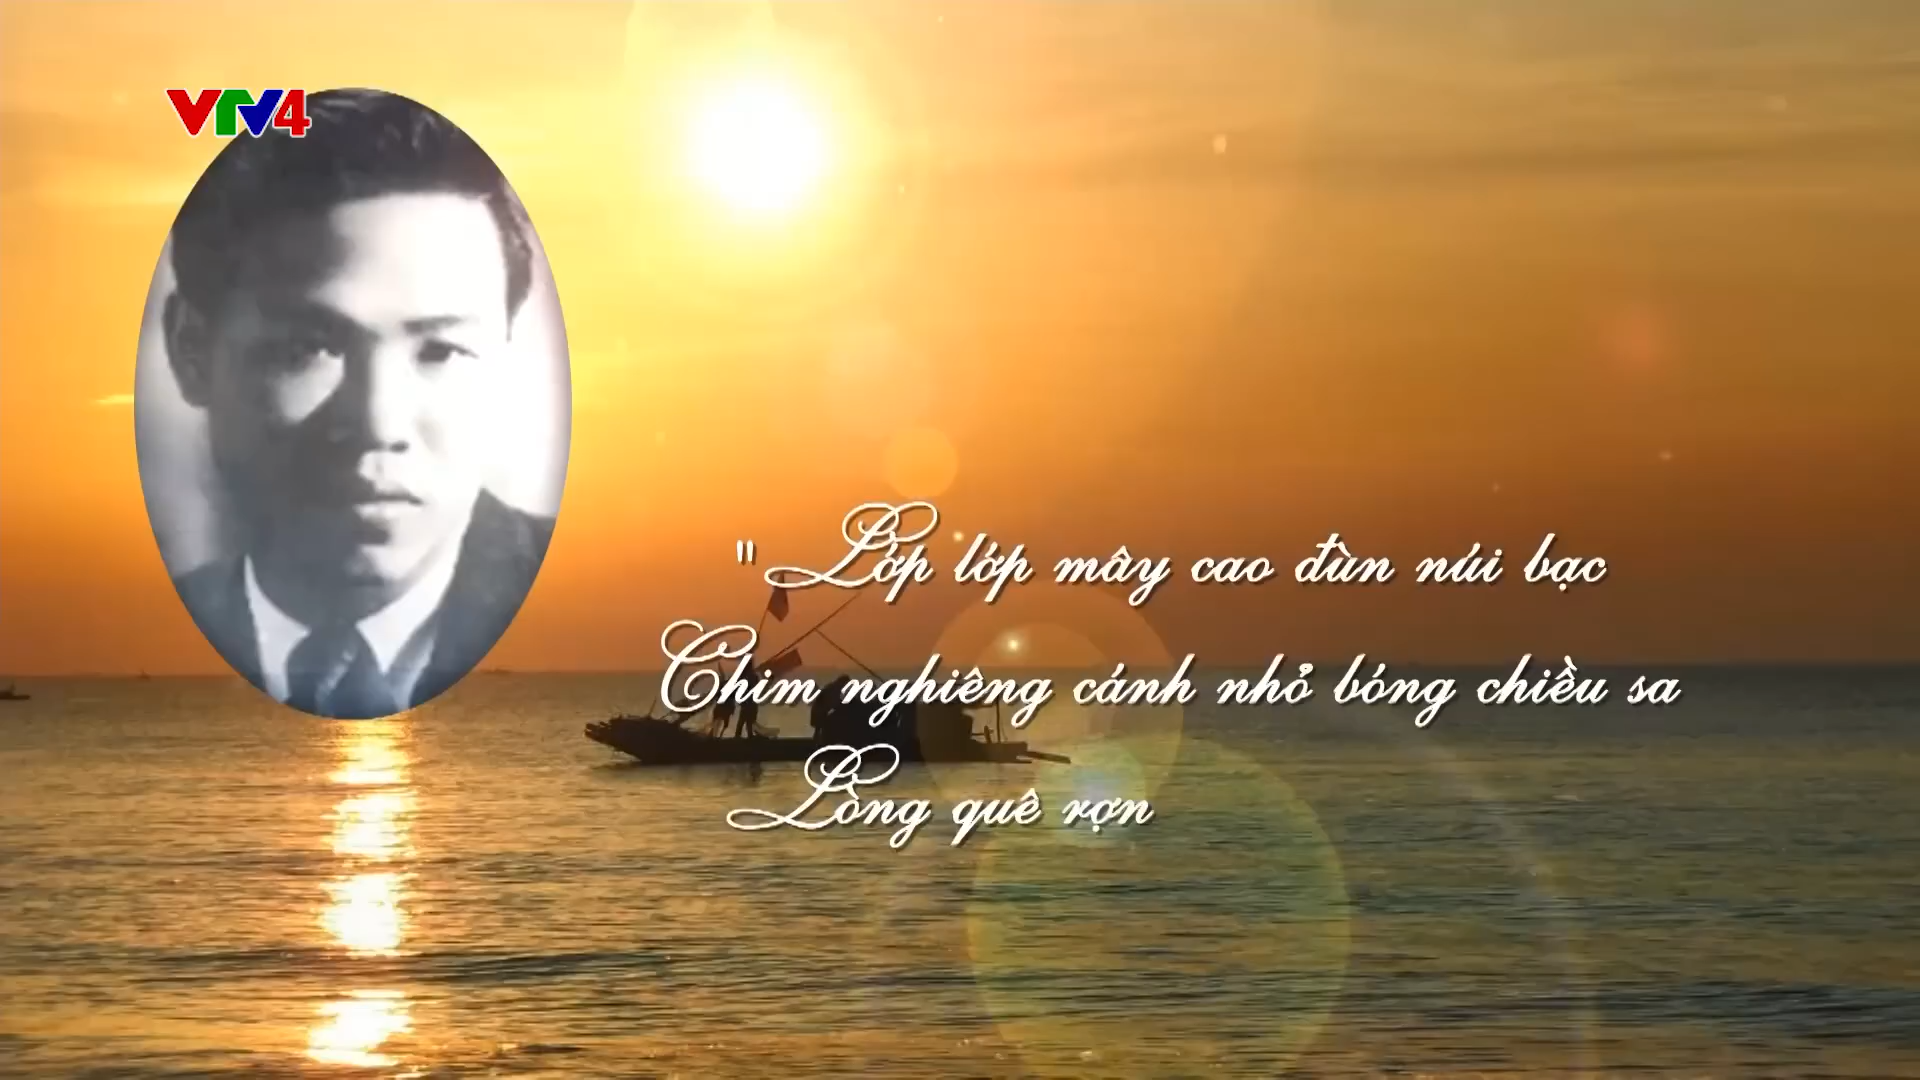 VTV4
"Lớp lớp mây cao đùn núi bạc
Chim nghiêng cánh nhỏ bóng chiều sa
Lòng quê rợn